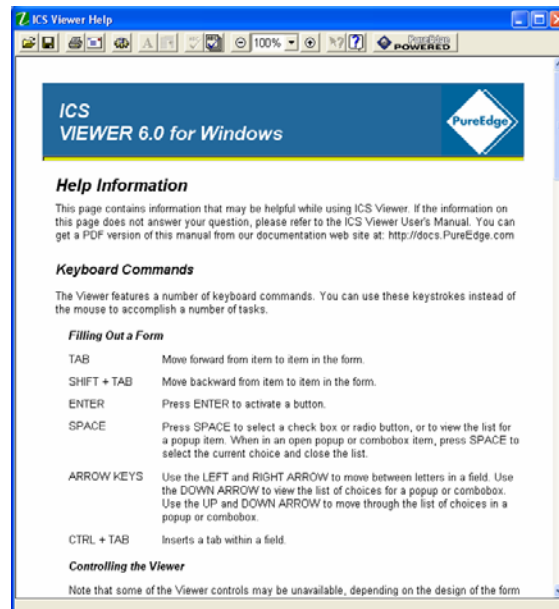 ICS Viewer Help
100%
PureEdge
POWERED
ICS
VIEWER 6.0 for Windows
PureEdge
Help Information
This page contains information that may be helpful while using ICS Viewer. If the information on
this page does not answer your question, please refer to the ICS Viewer User's Manual. You can
get a PDF version of this manual from our documentation web site at: http://docs.PureEdge.com
Keyboard Commands
The Viewer features a number of keyboard commands. You can use these keystrokes instead of
the mouse to accomplish a number of tasks.
Filling Out a Form
TAB Move forward from item to item in the form.
SHIFT + TAB Move backward from item to item in the form.
ENTER Press ENTER to activate a button.
SPACE Press SPACE to select a check box or radio button, or to view the list for
a popup item. When in an open popup or combobox item, press SPACE to
select the current choice and close the list.
ARROW KEYS Use the LEFT and RIGHT ARROW to move between letters in a field. Use
the DOWN ARROW to view the list of choices for a popup or combobox.
Use the UP and DOWN ARROW to move through the list of choices in a
popup or combobox.
CTRL + TAB Inserts a tab within a field.
Controlling the Viewer
Note that some of the Viewer controls may be unavailable, depending on the design of the form